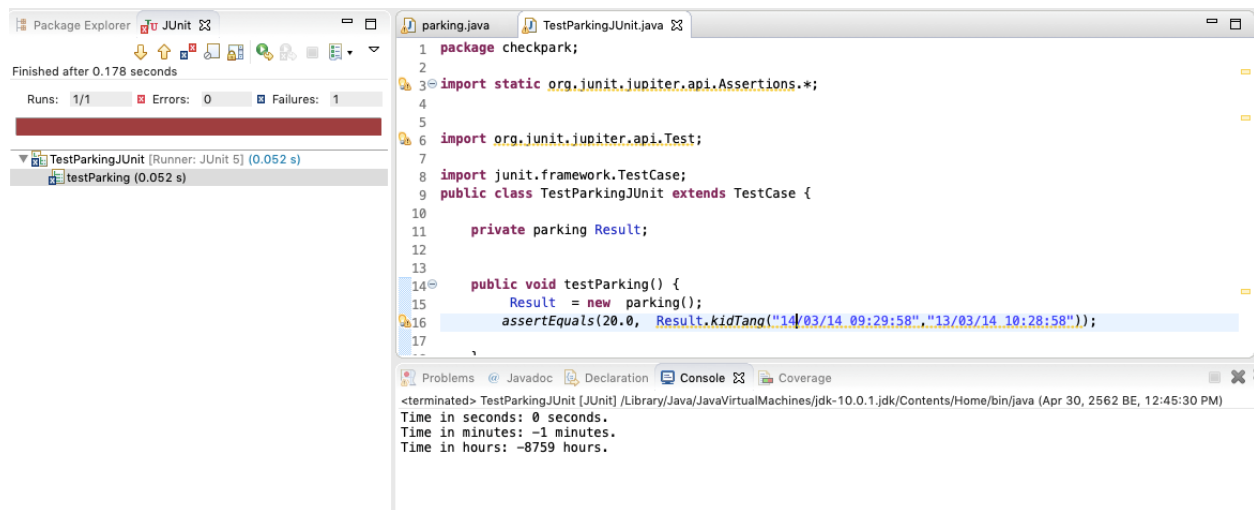 Package Explorer JUnit
Finished after 0.178 seconds
Runs: 1/1 Errors: 0 Failures: 1
TestParkingJUnit [Runner: JUnit 5] (0.052 s)
testParking (0.052 s)
parking.java TestParkingJUnit.java
1 package checkpark;
2
3 import static org.junit.jupiter.api.Assertions.*;
4
5
6 import org.junit.jupiter.api.Test;
7
8 import junit.framework.TestCase;
9 public class TestParkingJUnit extends TestCase {
10
11 private parking Result;
12
13
14 public void testParking() {
15 Result = new parking();
16 assertEquals(20.0, Result.kidTang("14/03/14 09:29:58","13/03/14 10:28:58"));
17
Problems @ Javadoc Declaration Console Coverage
<terminated> TestParkingJUnit [JUnit] /Library/Java/JavaVirtualMachines/jdk-10.0.1.jdk/Contents/Home/bin/java (Apr 30, 2562 BE, 12:45:30 PM)
Time in seconds: 0 seconds.
Time in minutes: -1 minutes.
Time in hours: -8759 hours.